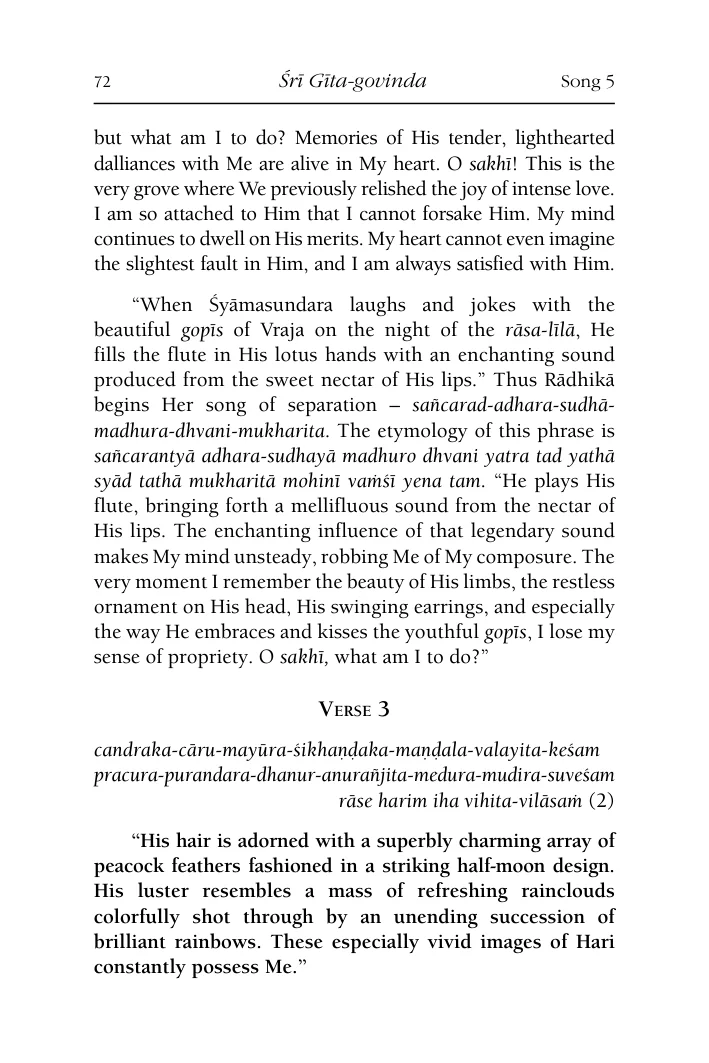 72 Śrī Gīta-govinda Song 5
but what am I to do? Memories of His tender, lighthearted
dalliances with Me are alive in My heart. O sakhī! This is the
very grove where We previously relished the joy of intense love.
I am so attached to Him that I cannot forsake Him. My mind
continues to dwell on His merits. My heart cannot even imagine
the slightest fault in Him, and I am always satisfied with Him.
“When Śyāmasundara laughs and jokes with the
beautiful gopīs of Vraja on the night of the rāsa-līlā, He
fills the flute in His lotus hands with an enchanting sound
produced from the sweet nectar of His lips.” Thus Rādhikā
begins Her song of separation – sañcarad-adhara-sudhā-
madhura-dhvani-mukharita. The etymology of this phrase is
sañcarantyā adhara-sudhayā madhuro dhvani yatra tad yathā
syād tathā mukharitā mohinī vaṁśī yena tam. “He plays His
flute, bringing forth a mellifluous sound from the nectar of
His lips. The enchanting influence of that legendary sound
makes My mind unsteady, robbing Me of My composure. The
very moment I remember the beauty of His limbs, the restless
ornament on His head, His swinging earrings, and especially
the way He embraces and kisses the youthful gopīs, I lose my
sense of propriety. O sakhī, what am I to do?”
Verse 3
candraka-cāru-mayūra-śikhaṇḍaka-maṇḍala-valayita-keśam
pracura-purandara-dhanur-anurañjita-medura-mudira-suveśam
rāse harim iha vihita-vilāsaṁ (2)
“His hair is adorned with a superbly charming array of
peacock feathers fashioned in a striking half-moon design.
His luster resembles a mass of refreshing rainclouds
colorfully shot through by an unending succession of
brilliant rainbows. These especially vivid images of Hari
constantly possess Me.”